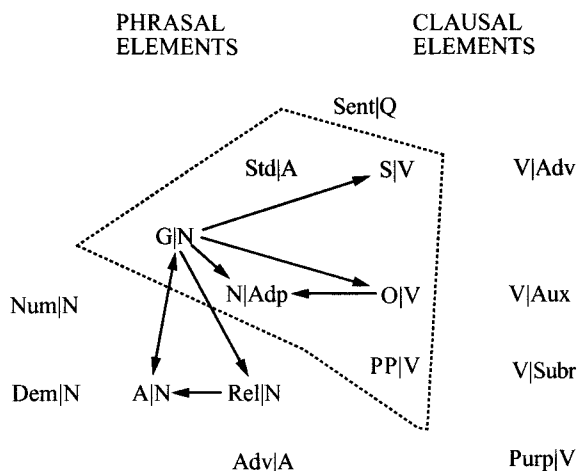 PHRASAL
ELEMENTS
CLAUSAL
ELEMENTS
Sent|Q
Std|A
S|V
V|Adv
G|N
N|Adp
O|V
V|Aux
Num|N
PP|V
V|Subr
Dem|N
A|N
Rel|N
Adv|A
Purp|V